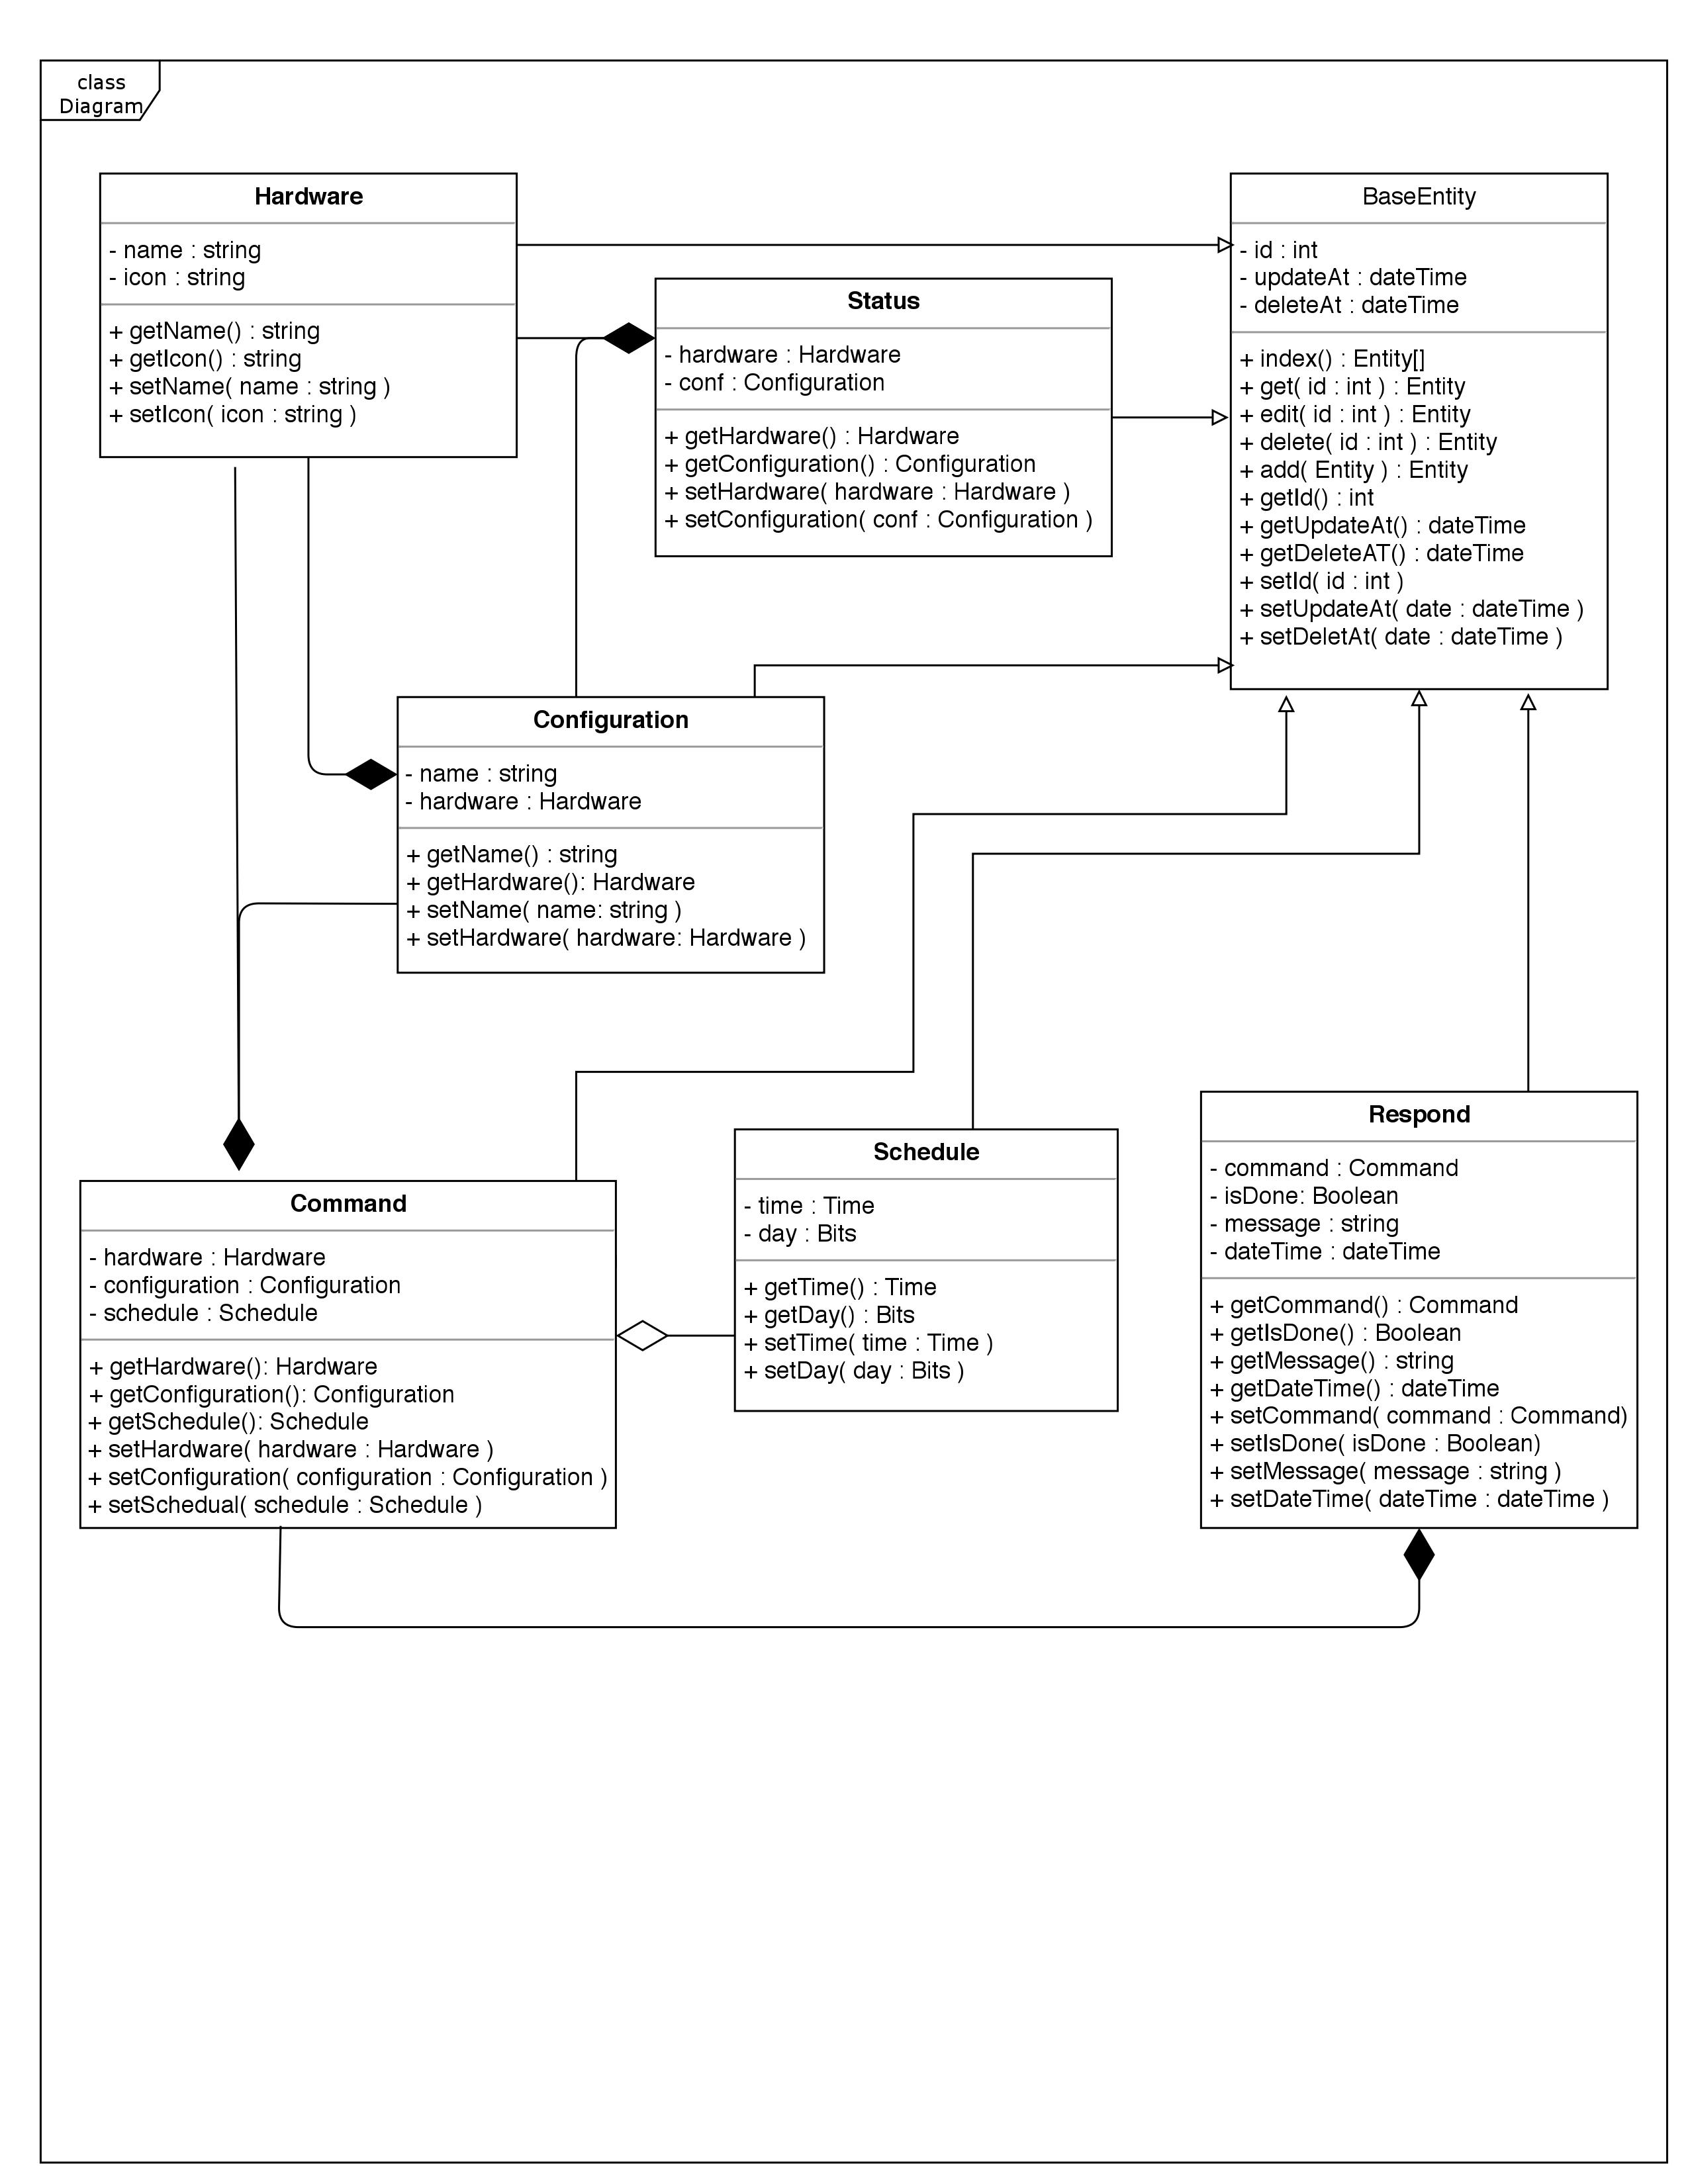 class
Diagram
Hardware
- name : string
- icon : string
+ getName() : string
+ getIcon() : string
+ setName( name : string )
+ setIcon( icon : string )
Status
- hardware : Hardware
- conf : Configuration
+ getHardware() : Hardware
+ getConfiguration() : Configuration
+ setHardware( hardware : Hardware )
+ setConfiguration( conf : Configuration )
BaseEntity
- id : int
- updateAt : dateTime
- deleteAt : dateTime
+ index() : Entity[]
+ get( id : int ) : Entity
+ edit( id : int ) : Entity
+ delete( id : int ) : Entity
+ add( Entity ) : Entity
+ getId() : int
+ getUpdateAt() : dateTime
+ getDeleteAT() : dateTime
+ setId( id : int )
+ setUpdateAt( date : dateTime )
+ setDeletAt( date : dateTime )
Configuration
- name : string
- hardware : Hardware
+ getName() : string
+ getHardware(): Hardware
+ setName( name: string )
+ setHardware( hardware: Hardware )
Command
- hardware : Hardware
- configuration : Configuration
- schedule : Schedule
+ getHardware(): Hardware
+ getConfiguration(): Configuration
+ getSchedule(): Schedule
+ setHardware( hardware : Hardware )
+ setConfiguration( configuration : Configuration )
+ setSchedual( schedule : Schedule )
Schedule
- time : Time
- day : Bits
+ getTime() : Time
+ getDay() : Bits
+ setTime( time : Time )
+ setDay( day : Bits )
Respond
- command : Command
- isDone: Boolean
- message : string
- dateTime : dateTime
+ getCommand() : Command
+ getIsDone() : Boolean
+ getMessage() : string
+ getDateTime() : dateTime
+ setCommand( command : Command)
+ setIsDone( isDone : Boolean)
+ setMessage( message : string )
+ setDateTime( dateTime : dateTime )